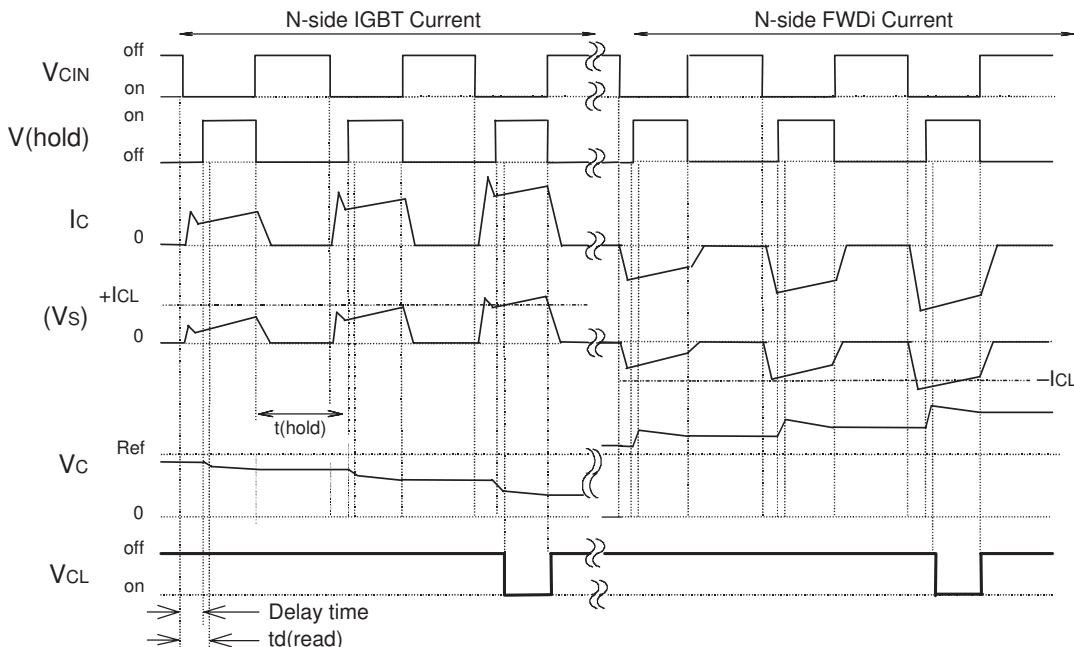 N-side IGBT Current
N-side FWDi Current
VCIN
off
on
V(hold)
on
off
IC
0
+ICL
(VS)
0
–ICL
t(hold)
Ref
VC
0
VCL
off
on
Delay time
td(read)